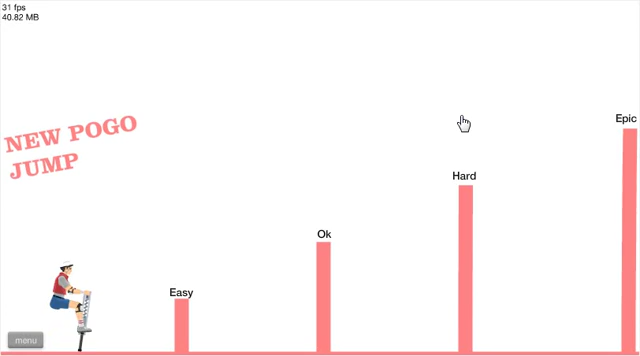 31 fps
40.82 MB
NEW POGO
JUMP
Epic
Hard
Ok
Easy
menu